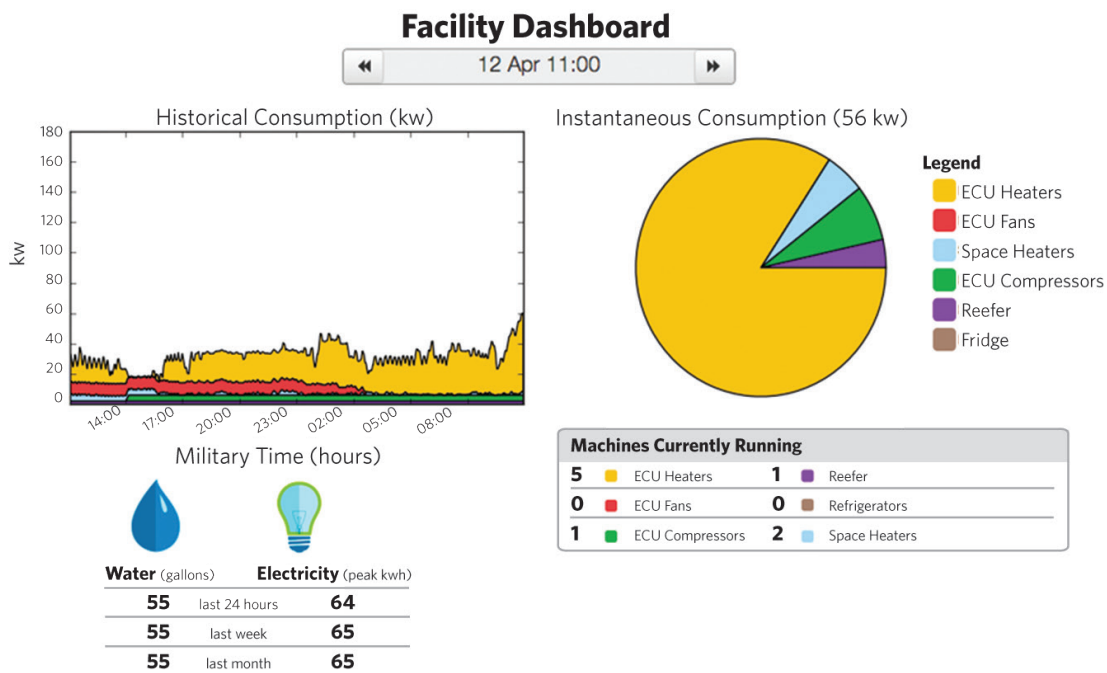 Facility Dashboard
12 Apr 11:00
Historical Consumption (kw)
180
160
140
120
100
80
60
40
20
0
kw
14:00 17:00 20:00 23:00 02:00 05:00 08:00
Military Time (hours)
Instantaneous Consumption (56 kw)
Legend
ECU Heaters
ECU Fans
Space Heaters
ECU Compressors
Reefer
Fridge
Machines Currently Running
5 ECU Heaters 1 Reefer
0 ECU Fans 0 Refrigerators
1 ECU Compressors 2 Space Heaters
Water (gallons) Electricity (peak kwh)
55 last 24 hours 64
55 last week 65
55 last month 65